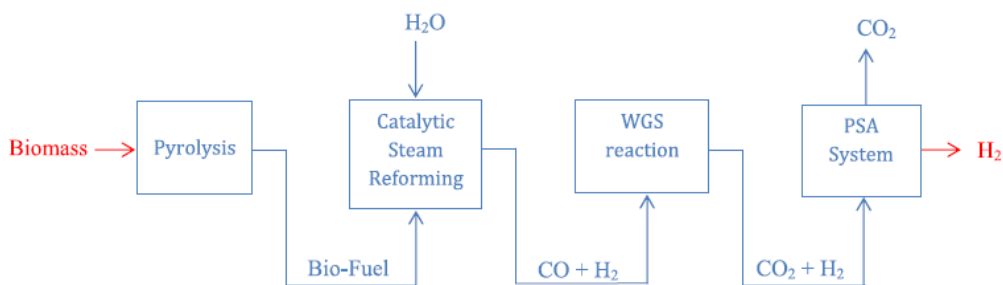 H₂O
CO₂
Biomass
Pyrolysis
Catalytic
Steam
Reforming
WGS
reaction
PSA
System
H₂
Bio-Fuel
CO + H₂
CO₂ + H₂